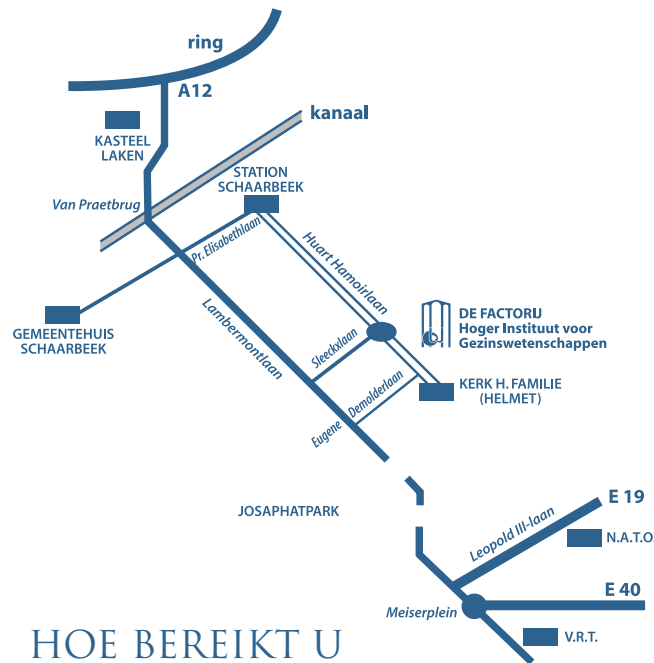 ring
A12
kanaal
KASTEEL
LAKEN
STATION
SCHAARBEEK
Van Praetbrug
Pr. Elisabethlaan
Huart Hamoirlaan
GEMEENTEHUIS
SCHAARBEEK
Lambermontlaan
Sleeckxlaan
DE FACTORIJ
Hoger Instituut voor
Gezinswetenschappen
KERK H. FAMILIE
(HELMET)
Eugene Demolderlaan
JOSAPHATPARK
E 19
Leopold III-laan
N.A.T.O.
E 40
Meiserplein
V.R.T.
HOE BEREIKT U